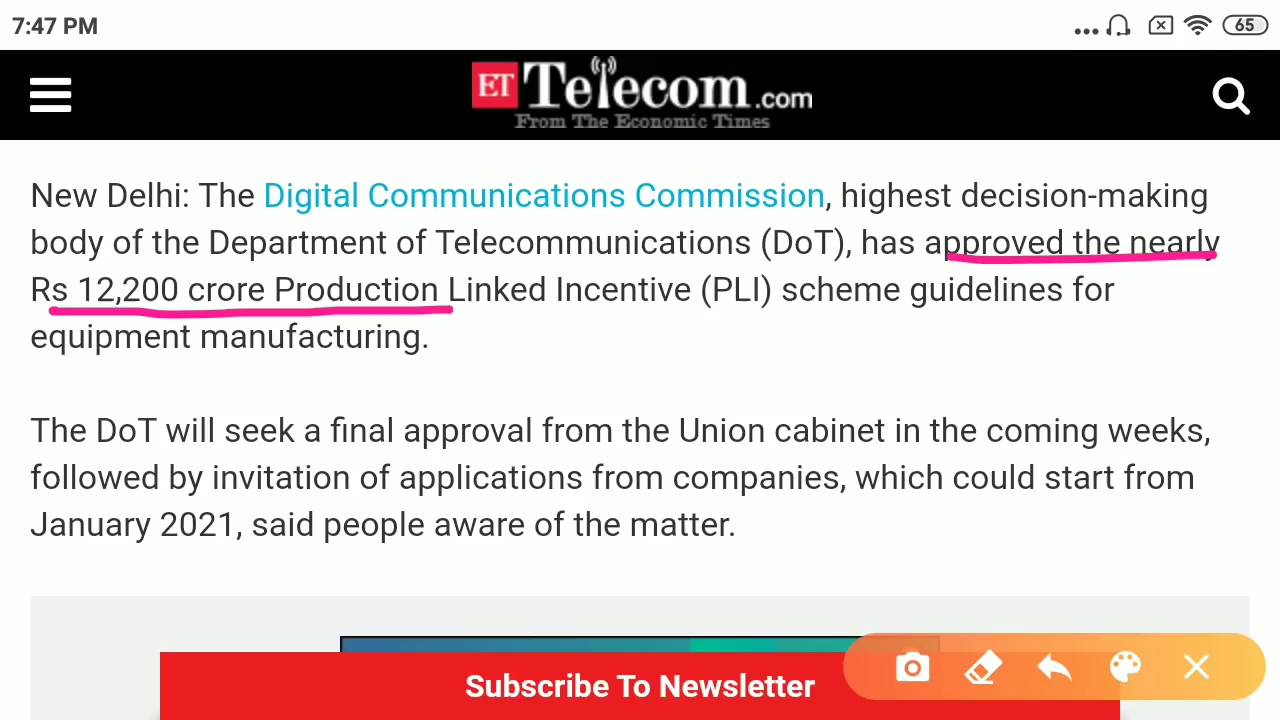 7:47 PM
65
ET Telecom.com
From The Economic Times
New Delhi: The Digital Communications Commission, highest decision-making
body of the Department of Telecommunications (DoT), has approved the nearly
Rs 12,200 crore Production Linked Incentive (PLI) scheme guidelines for
equipment manufacturing.
The DoT will seek a final approval from the Union cabinet in the coming weeks,
followed by invitation of applications from companies, which could start from
January 2021, said people aware of the matter.
Subscribe To Newsletter